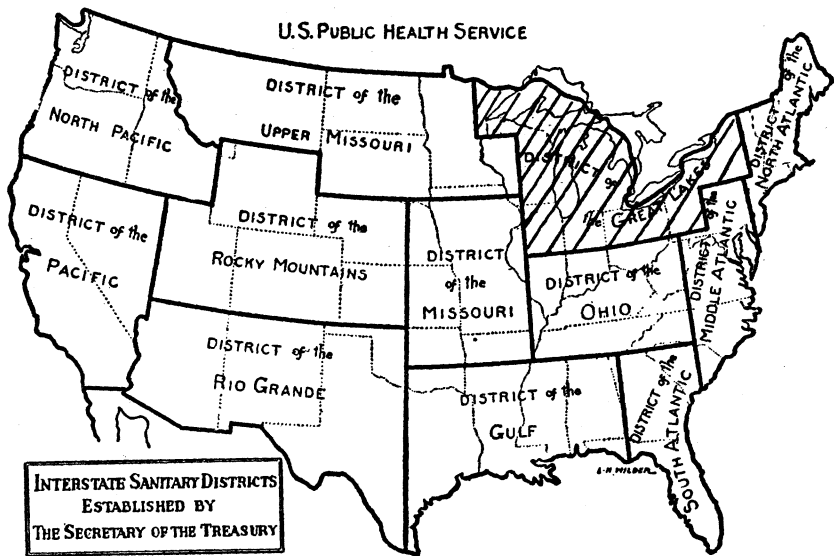 U.S. PUBLIC HEALTH SERVICE
DISTRICT of the
NORTH PACIFIC
DISTRICT of the
UPPER MISSOURI
DISTRICT
of
the GREAT LAKES
DISTRICT of the
NORTH ATLANTIC
DISTRICT of the
PACIFIC
DISTRICT of the
ROCKY MOUNTAINS
DISTRICT
of the
MISSOURI
DISTRICT of the
OHIO
DISTRICT of the
MIDDLE ATLANTIC
DISTRICT of the
RIO GRANDE
DISTRICT of the
GULF
DISTRICT of the
SOUTH ATLANTIC
L.H. WILDER
INTERSTATE SANITARY DISTRICTS
ESTABLISHED BY
THE SECRETARY OF THE TREASURY